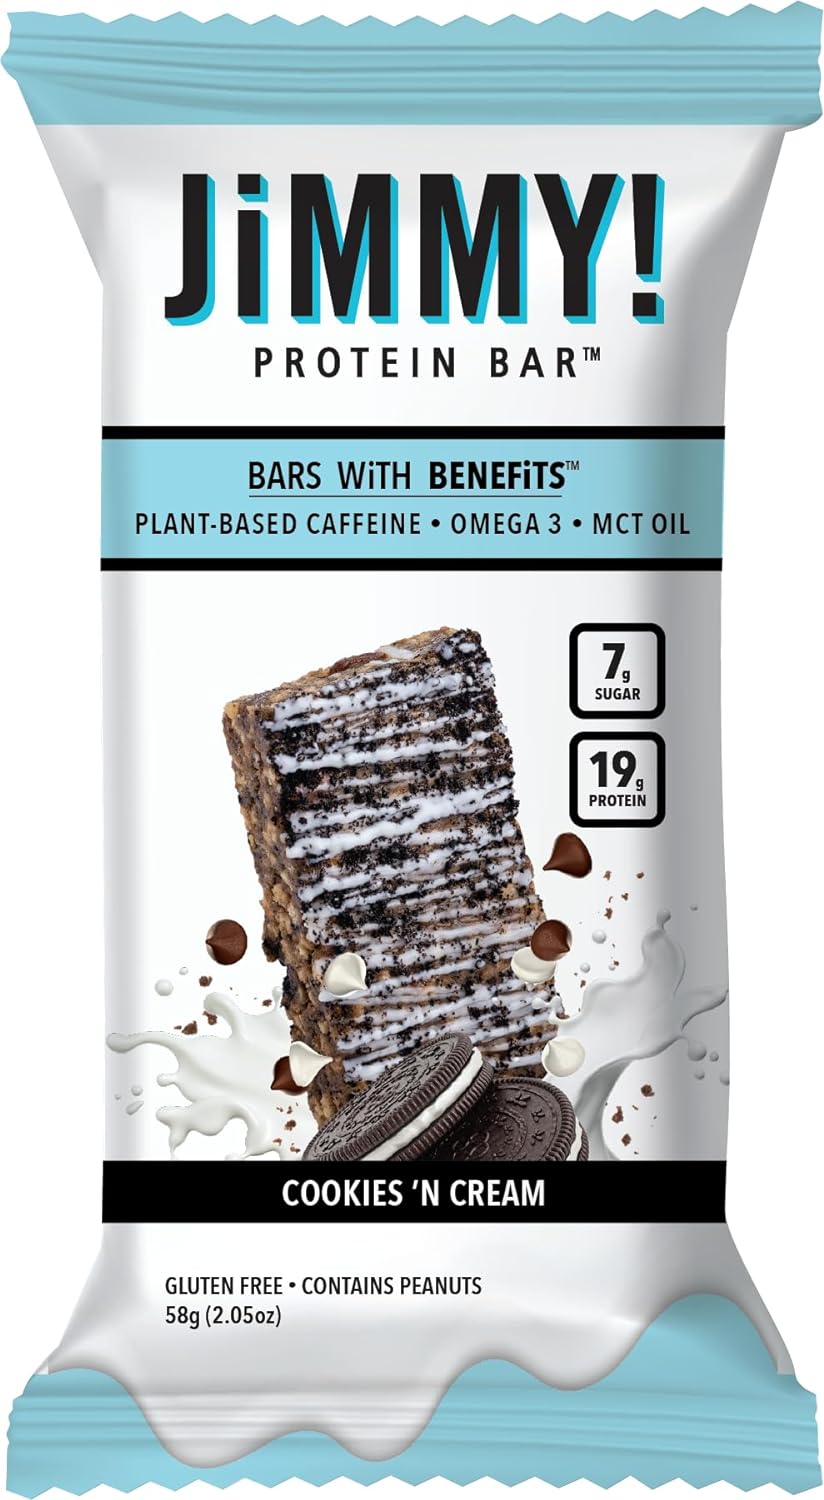 JiMMY!
PROTEIN BAR™
BARS WiTH BENEFiTS™
PLANT-BASED CAFFEINE • OMEGA 3 • MCT OIL
7g
SUGAR
19g
PROTEIN
COOKIES 'N CREAM
GLUTEN FREE • CONTAINS PEANUTS
58g (2.05oz)